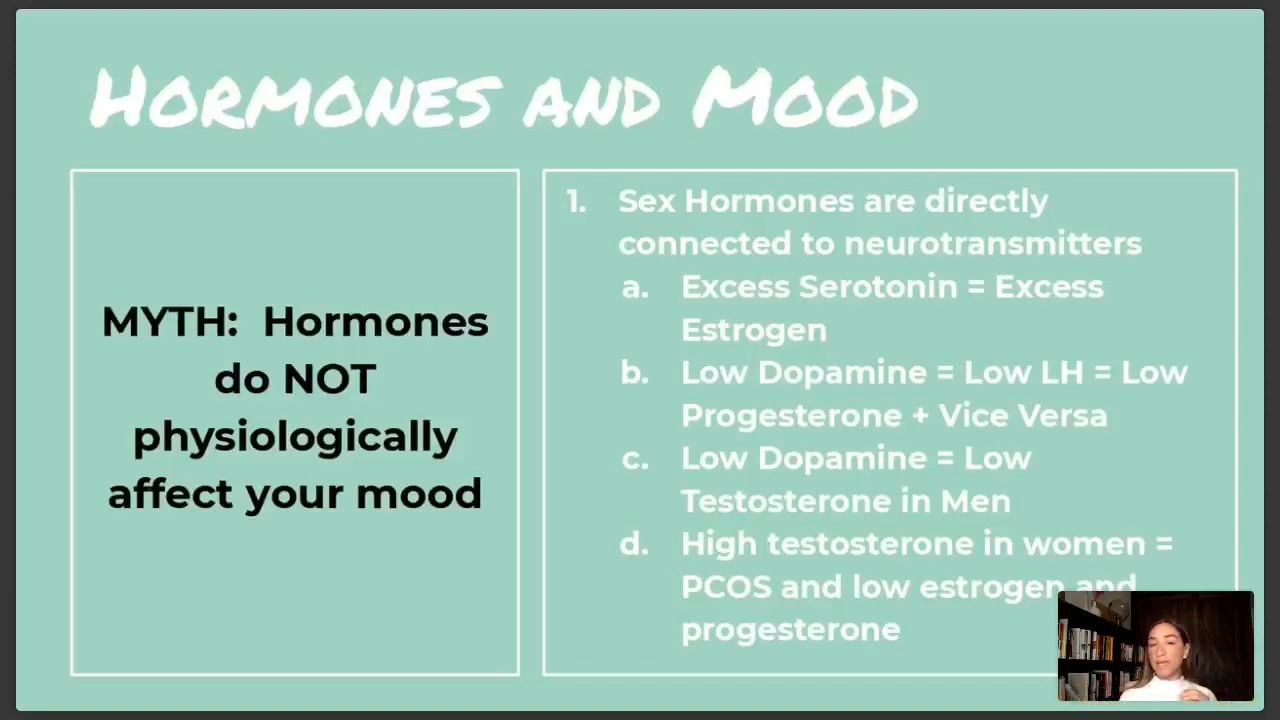 HORMONES AND MOOD
MYTH: Hormones
do NOT
physiologically
affect your mood
1. Sex Hormones are directly
connected to neurotransmitters
a. Excess Serotonin = Excess
Estrogen
b. Low Dopamine = Low LH = Low
Progesterone + Vice Versa
c. Low Dopamine = Low
Testosterone in Men
d. High testosterone in women =
PCOS and low estrogen and
progesterone